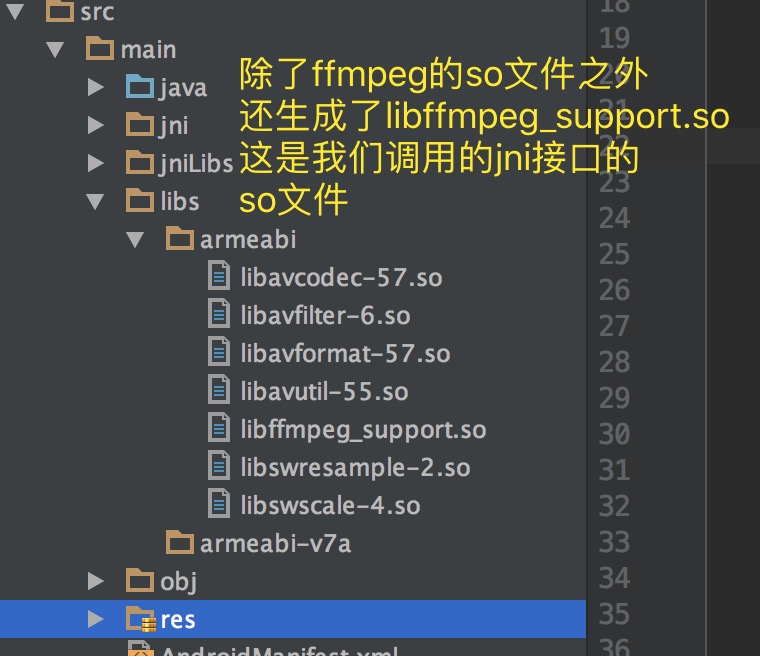 src
18
19
main
除了ffmpeg的so文件之外
java
还生成了libffmpeg_support.so
jni
22
这是我们调用的jni接口的
jniLibs
23
so文件
libs
24
armeabi
25
libavcodec-57.so
26
libavfilter-6.so
27
libavformat-57.so
28
libavutil-55.so
29
libffmpeg_support.so
30
libswresample-2.so
31
libswscale-4.so
32
armeabi-v7a
33
obj
34
res
35
AndroidManifest.xml
36